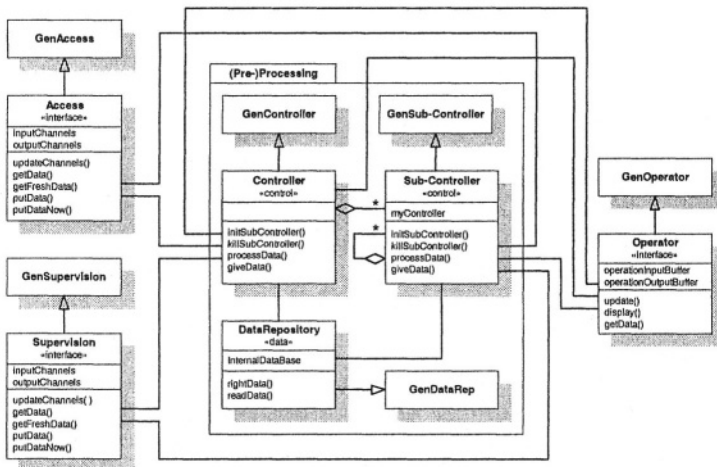 GenAccess
Access
«interface»
inputChannels
outputChannels
updateChannels()
getData()
getFreshData()
putData()
putDataNow()
GenSupervision
Supervision
«interface»
inputChannels
outputChannels
updateChannels( )
getData()
getFreshData()
putData()
putDataNow()
(Pre-)Processing
GenController
Controller
«control»
initSubController()
killSubController()
processData()
giveData()
GenSub-Controller
Sub-Controller
«control»
*
myController
*
initSubController()
killSubController()
processData()
giveData()
DataRepository
«data»
InternalDataBase
rightData()
readData()
GenDataRep
GenOperator
Operator
«interface»
operationInputBuffer
operationOutputBuffer
update()
display()
getData()